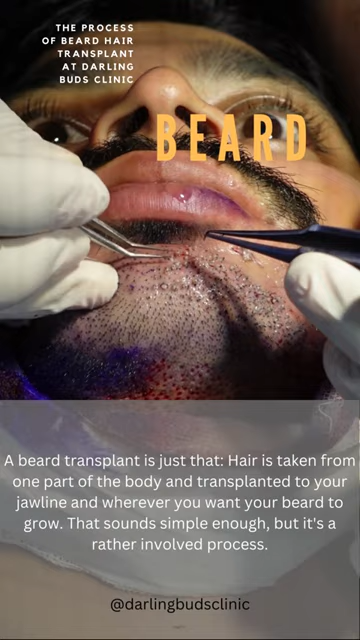 THE PROCESS
OF BEARD HAIR
TRANSPLANT
AT DARLING
BUDS CLINIC
BEARD
A beard transplant is just that: Hair is taken from
one part of the body and transplanted to your
jawline and wherever you want your beard to
grow. That sounds simple enough, but it's a
rather involved process.
@darlingbudsclinic